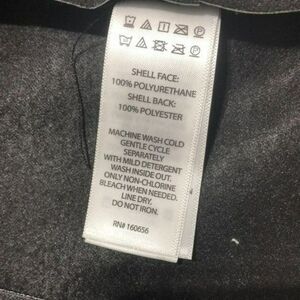 SHELL FACE:
100% POLYURETHANE
SHELL BACK:
100% POLYESTER
MACHINE WASH COLD
GENTLE CYCLE
SEPARATELY
WITH MILD DETERGENT
WASH INSIDE OUT.
ONLY NON-CHLORINE
BLEACH WHEN NEEDED.
LINE DRY.
DO NOT IRON.
RN# 160656